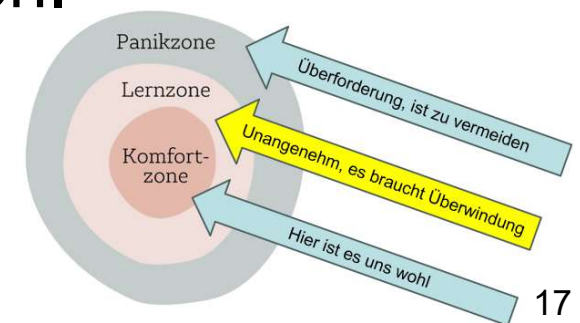 Panikzone
Überforderung, ist zu vermeiden
Lernzone
Unangenehm, es braucht Überwindung
Komfort-
zone
Hier ist es uns wohl
17